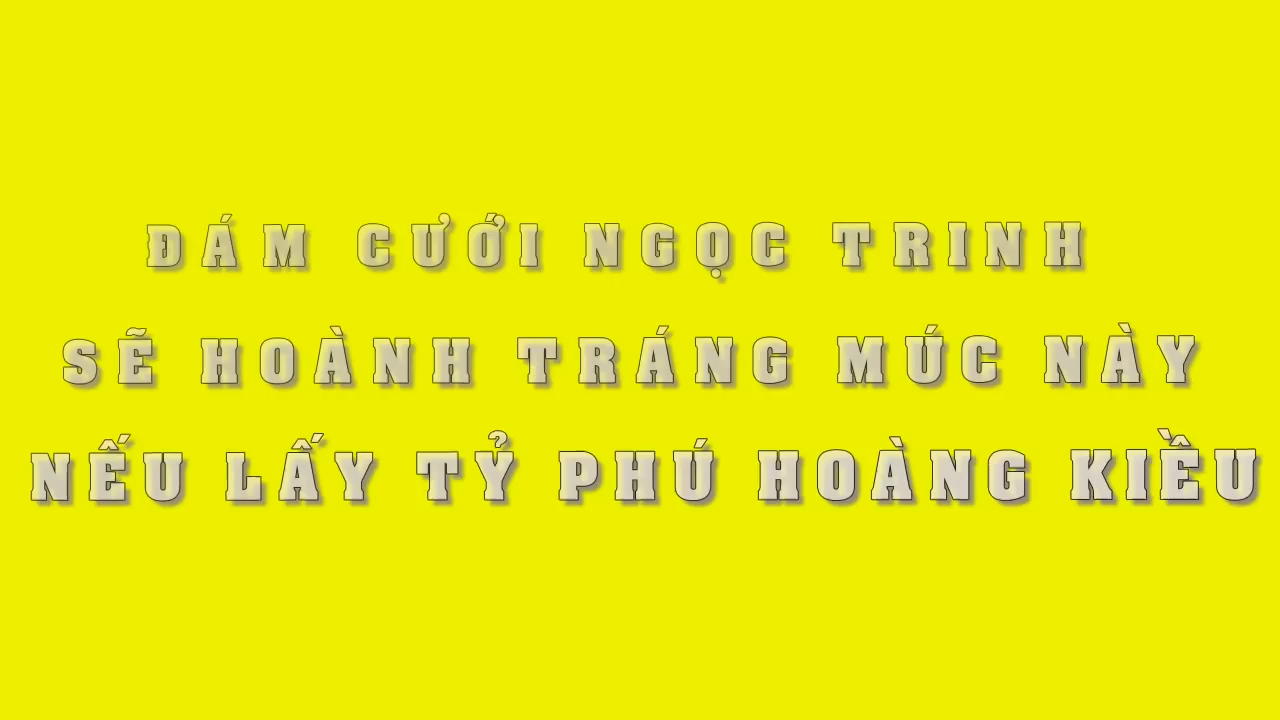 ĐÁM CƯỚI NGỌC TRINH
SẼ HOÀNH TRÁNG MÚC NÀY
NẾU LẤY TỶ PHÚ HOÀNG KIỀU